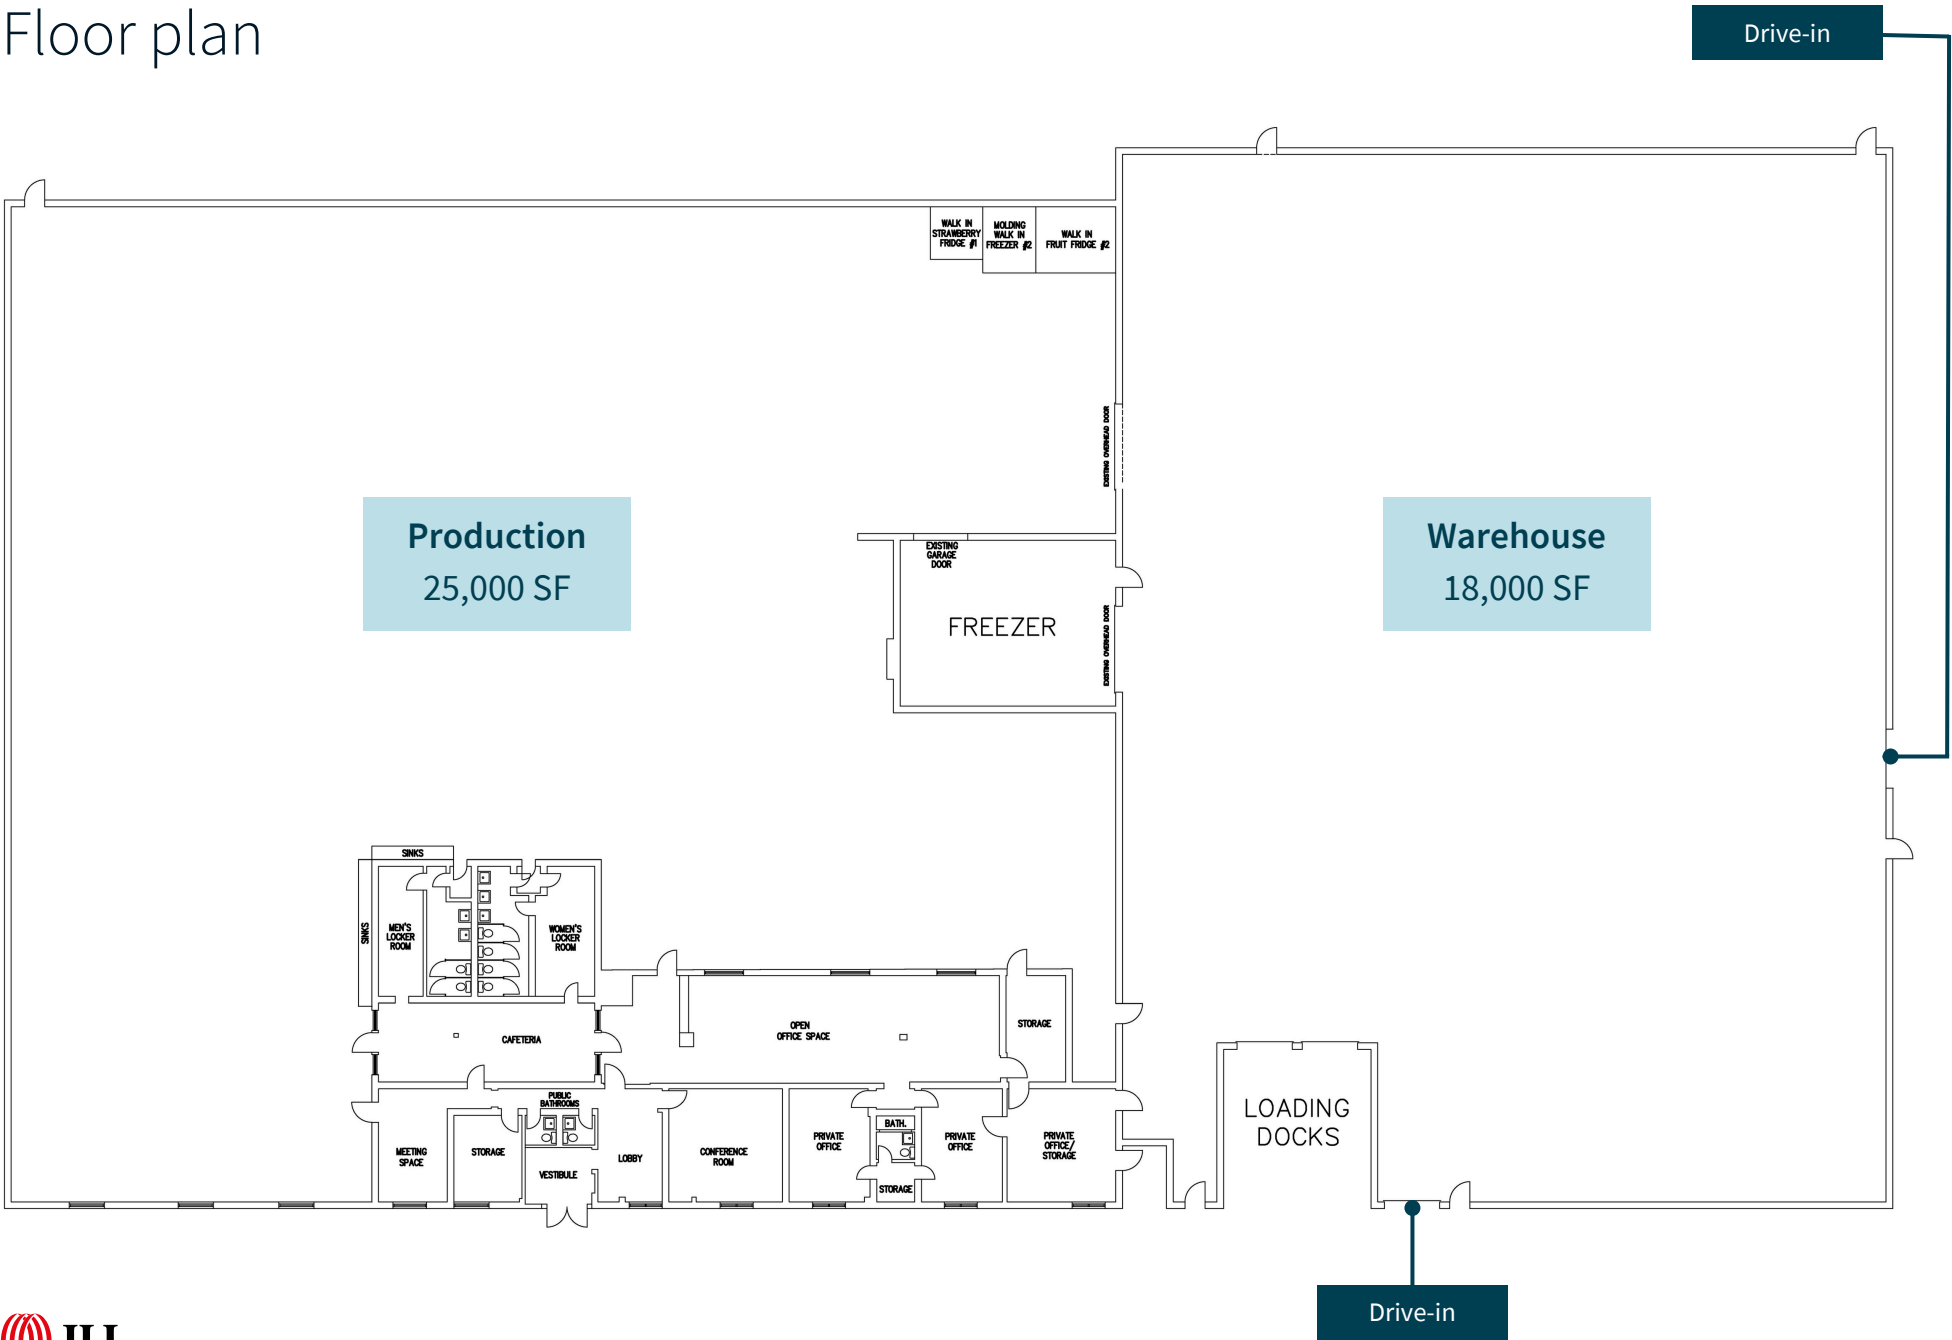 Floor plan
Drive-in
WALK IN
STRAWBERRY
FRIDGE #1
MOLDING
WALK IN
FREEZER #2
WALK IN
FRUIT FRIDGE #2
EXISTING OVERHEAD DOOR
Production
25,000 SF
Warehouse
18,000 SF
EXISTING
GARAGE
DOOR
FREEZER
EXISTING OVERHEAD DOOR
SINKS
SINKS
MEN'S
LOCKER
ROOM
WOMEN'S
LOCKER
ROOM
CAFETERIA
OPEN
OFFICE SPACE
STORAGE
PUBLIC
BATHROOMS
MEETING
SPACE
STORAGE
VESTIBULE
LOBBY
CONFERENCE
ROOM
PRIVATE
OFFICE
BATH.
STORAGE
PRIVATE
OFFICE
PRIVATE
OFFICE/
STORAGE
LOADING
DOCKS
Drive-in
JLL